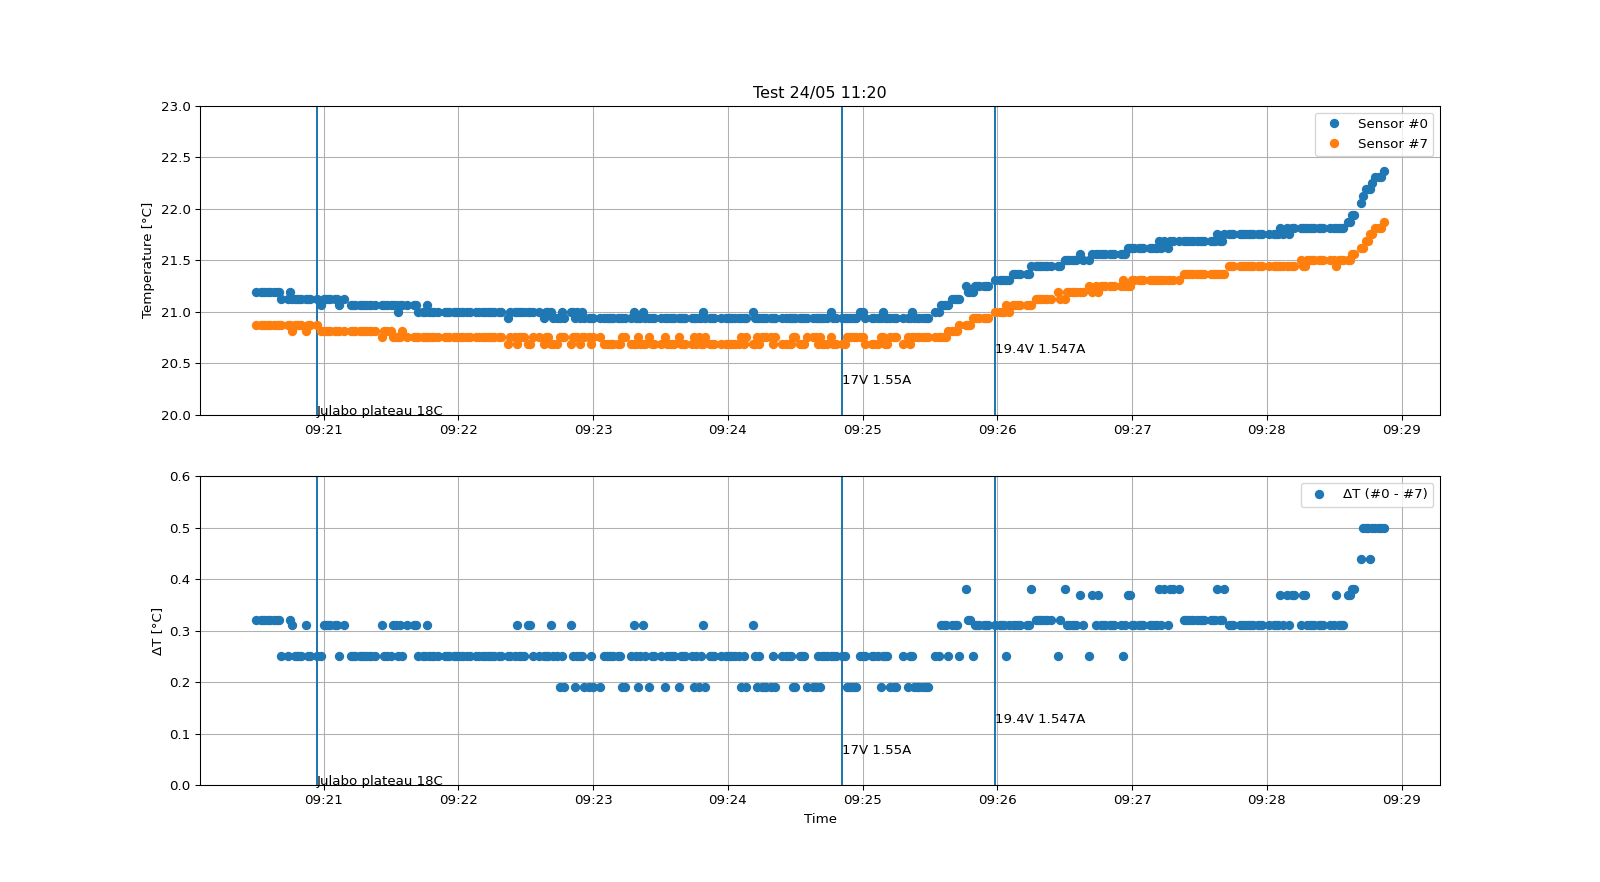 Test 24/05 11:20
Temperature [°C]
23.0
22.5
22.0
21.5
21.0
20.5
20.0
Sensor #0
Sensor #7
19.4V 1.547A
17V 1.55A
Julabo plateau 18C
09:21 09:22 09:23 09:24 09:25 09:26 09:27 09:28 09:29
ΔT [°C]
0.6
0.5
0.4
0.3
0.2
0.1
0.0
ΔT (#0 - #7)
19.4V 1.547A
17V 1.55A
Julabo plateau 18C
09:21 09:22 09:23 09:24 09:25 09:26 09:27 09:28 09:29
Time